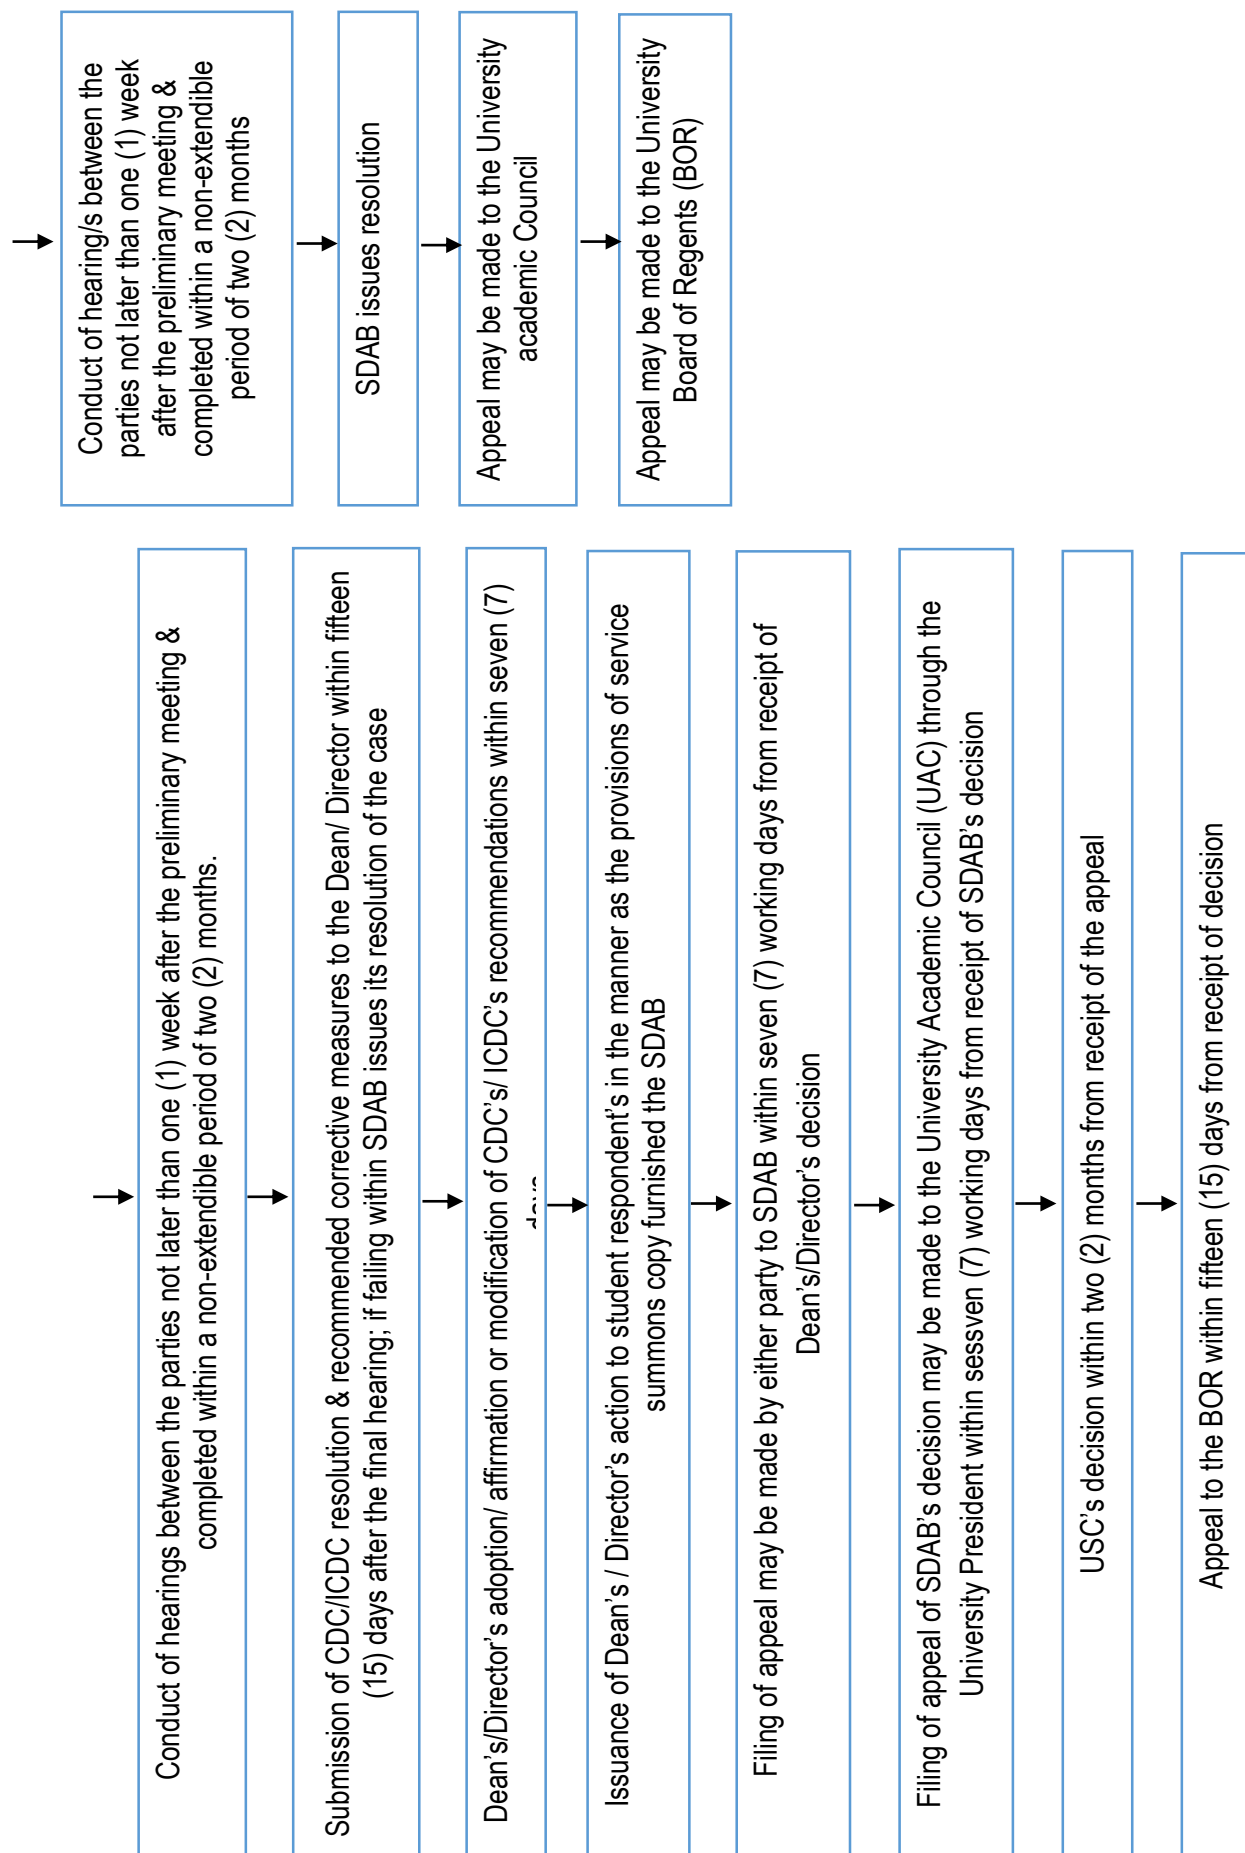 Conduct of hearings between the parties not later than one (1) week after the preliminary meeting &
completed within a non-extendible period of two (2) months.
Submission of CDC/ICDC resolution & recommended corrective measures to the Dean/ Director within fifteen
(15) days after the final hearing; if failing within SDAB issues its resolution of the case
Dean's/Director's adoption/ affirmation or modification of CDC's/ ICDC's recommendations within seven (7)
days
Issuance of Dean's / Director's action to student respondent's in the manner as the provisions of service
summons copy furnished the SDAB
Filing of appeal may be made by either party to SDAB within seven (7) working days from receipt of
Dean's/Director's decision
Filing of appeal of SDAB's decision may be made to the University Academic Council (UAC) through the
University President within sessven (7) working days from receipt of SDAB's decision
USC's decision within two (2) months from receipt of the appeal
Appeal to the BOR within fifteen (15) days from receipt of decision
Conduct of hearing/s between the
parties not later than one (1) week
after the preliminary meeting &
completed within a non-extendible
period of two (2) months
SDAB issues resolution
Appeal may be made to the University
academic Council
Appeal may be made to the University
Board of Regents (BOR)